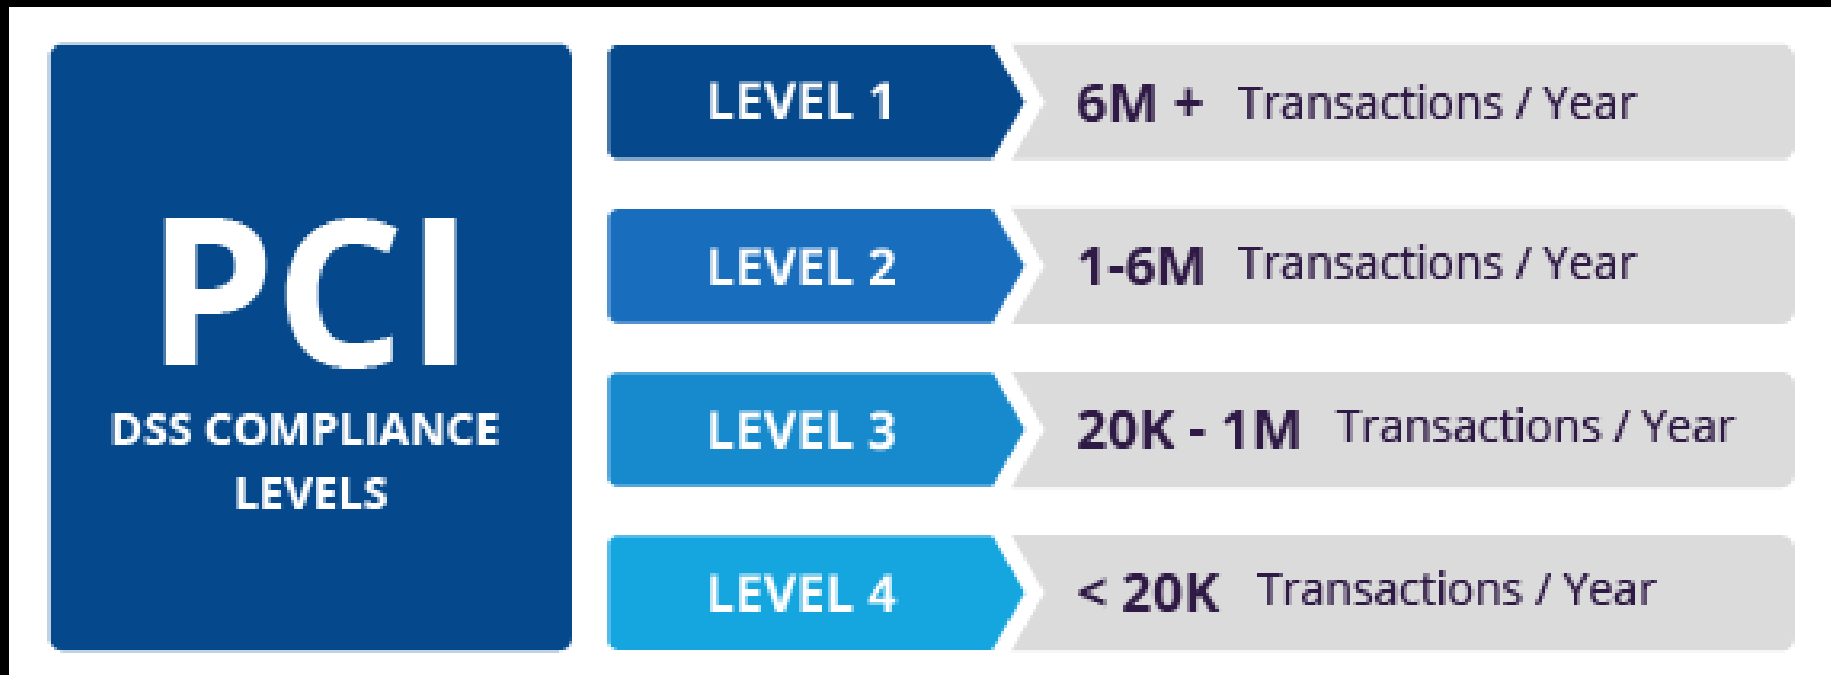 PCI
DSS COMPLIANCE
LEVELS
LEVEL 1 6M + Transactions / Year
LEVEL 2 1-6M Transactions / Year
LEVEL 3 20K - 1M Transactions / Year
LEVEL 4 < 20K Transactions / Year